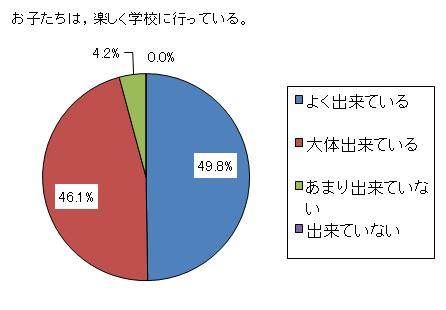 お子たちは，楽しく学校に行っている。
4.2%
0.0%
49.8%
46.1%
よく出来ている
大体出来ている
あまり出来ていな
い
出来ていない